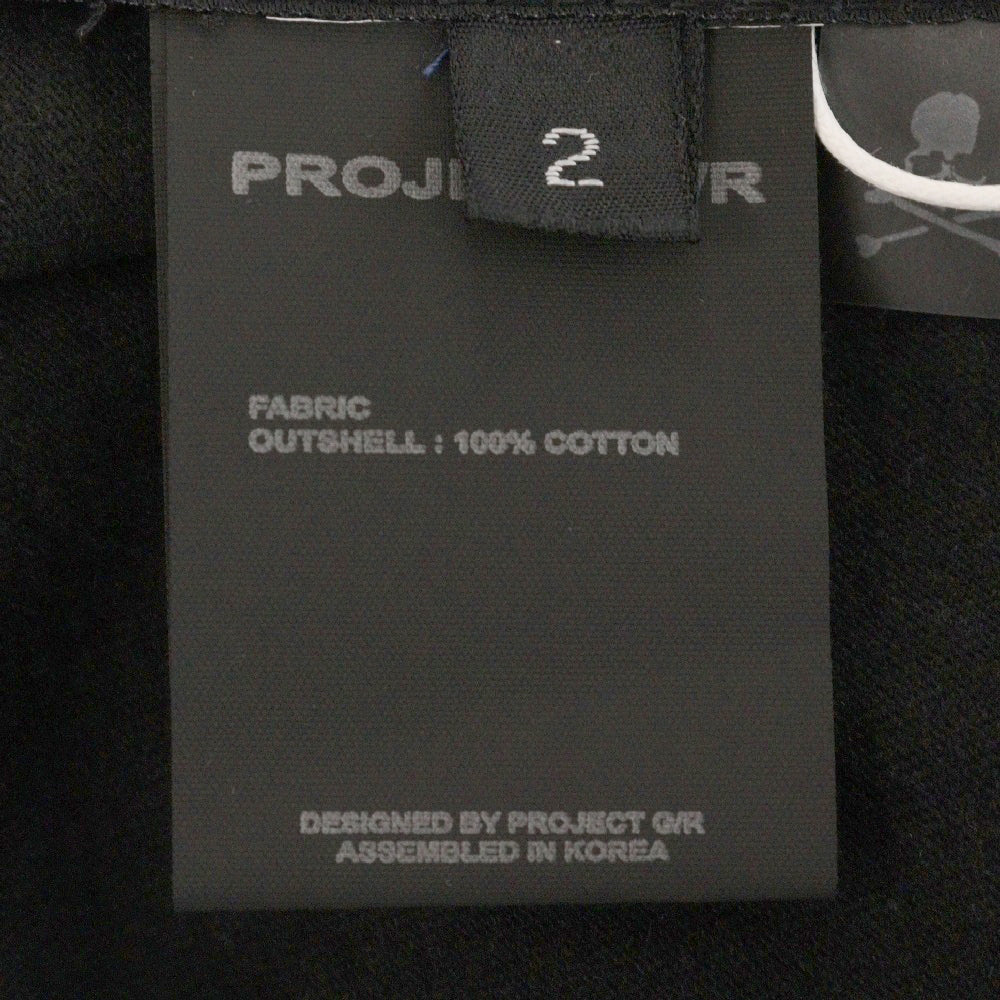 2
PROJ G/R
FABRIC
OUTSHELL : 100% COTTON
DESIGNED BY PROJECT G/R
ASSEMBLED IN KOREA